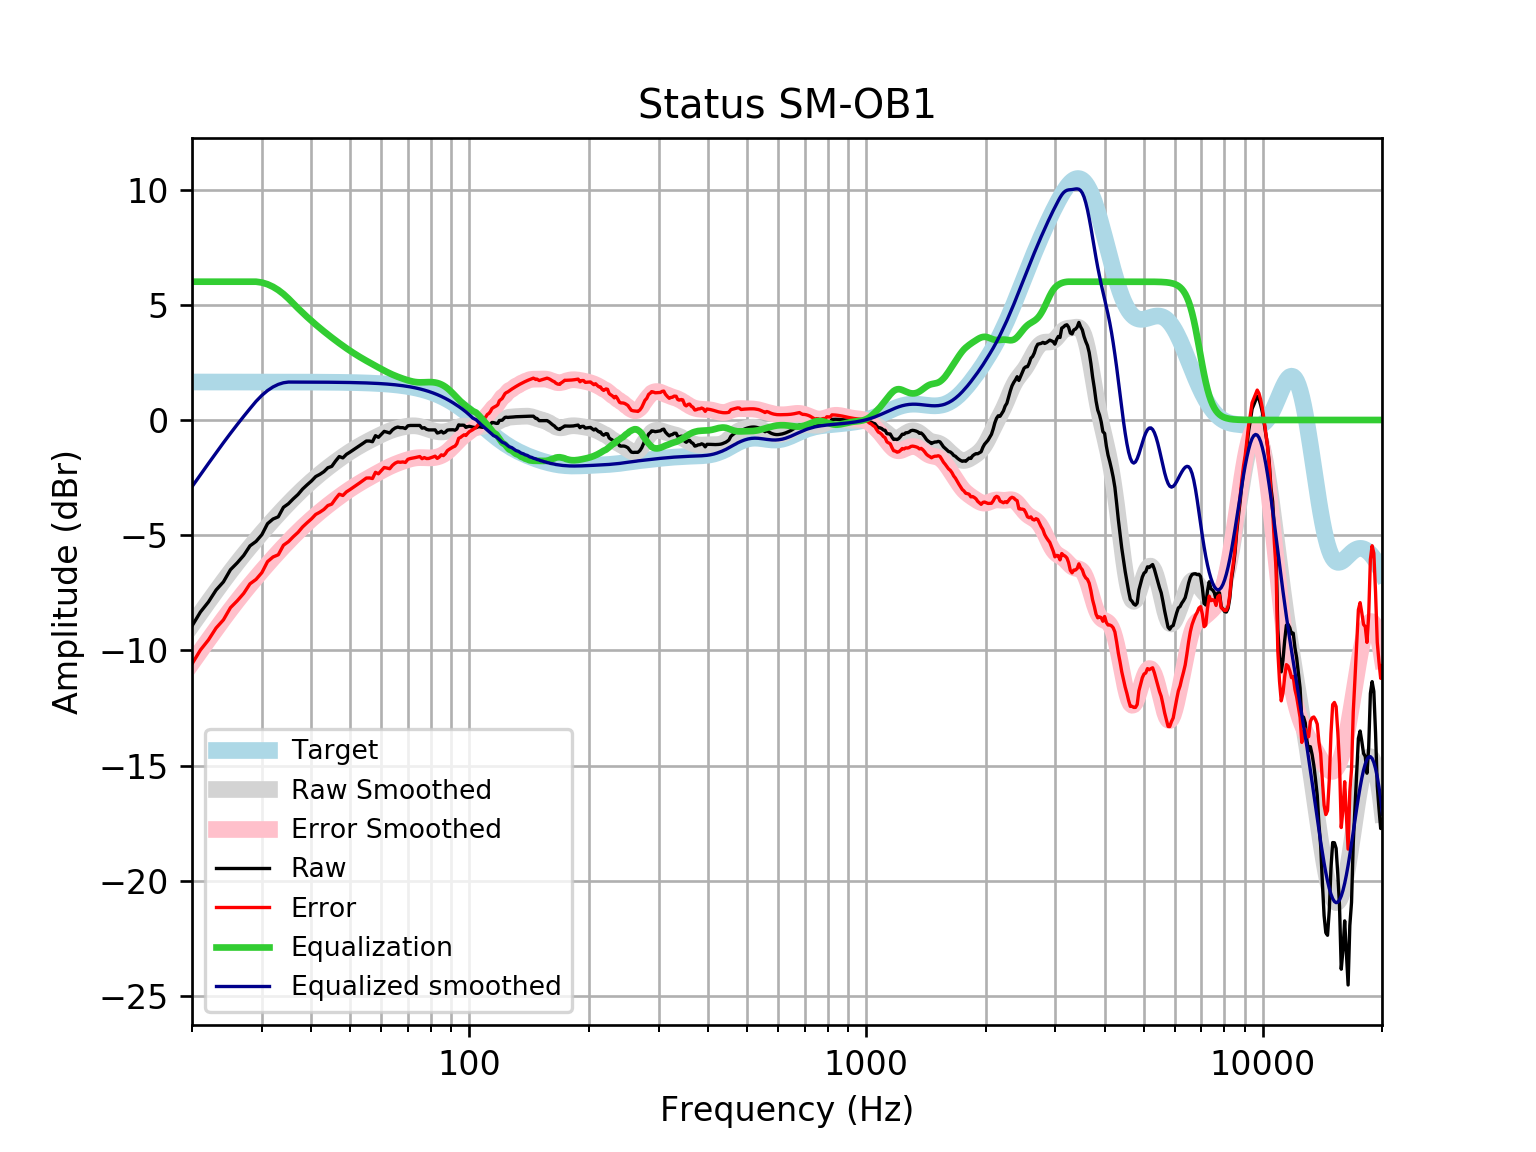 Status SM-OB1
Amplitude (dBr)
10
5
0
−5
−10
−15
−20
−25
Target
Raw Smoothed
Error Smoothed
Raw
Error
Equalization
Equalized smoothed
100 1000 10000
Frequency (Hz)